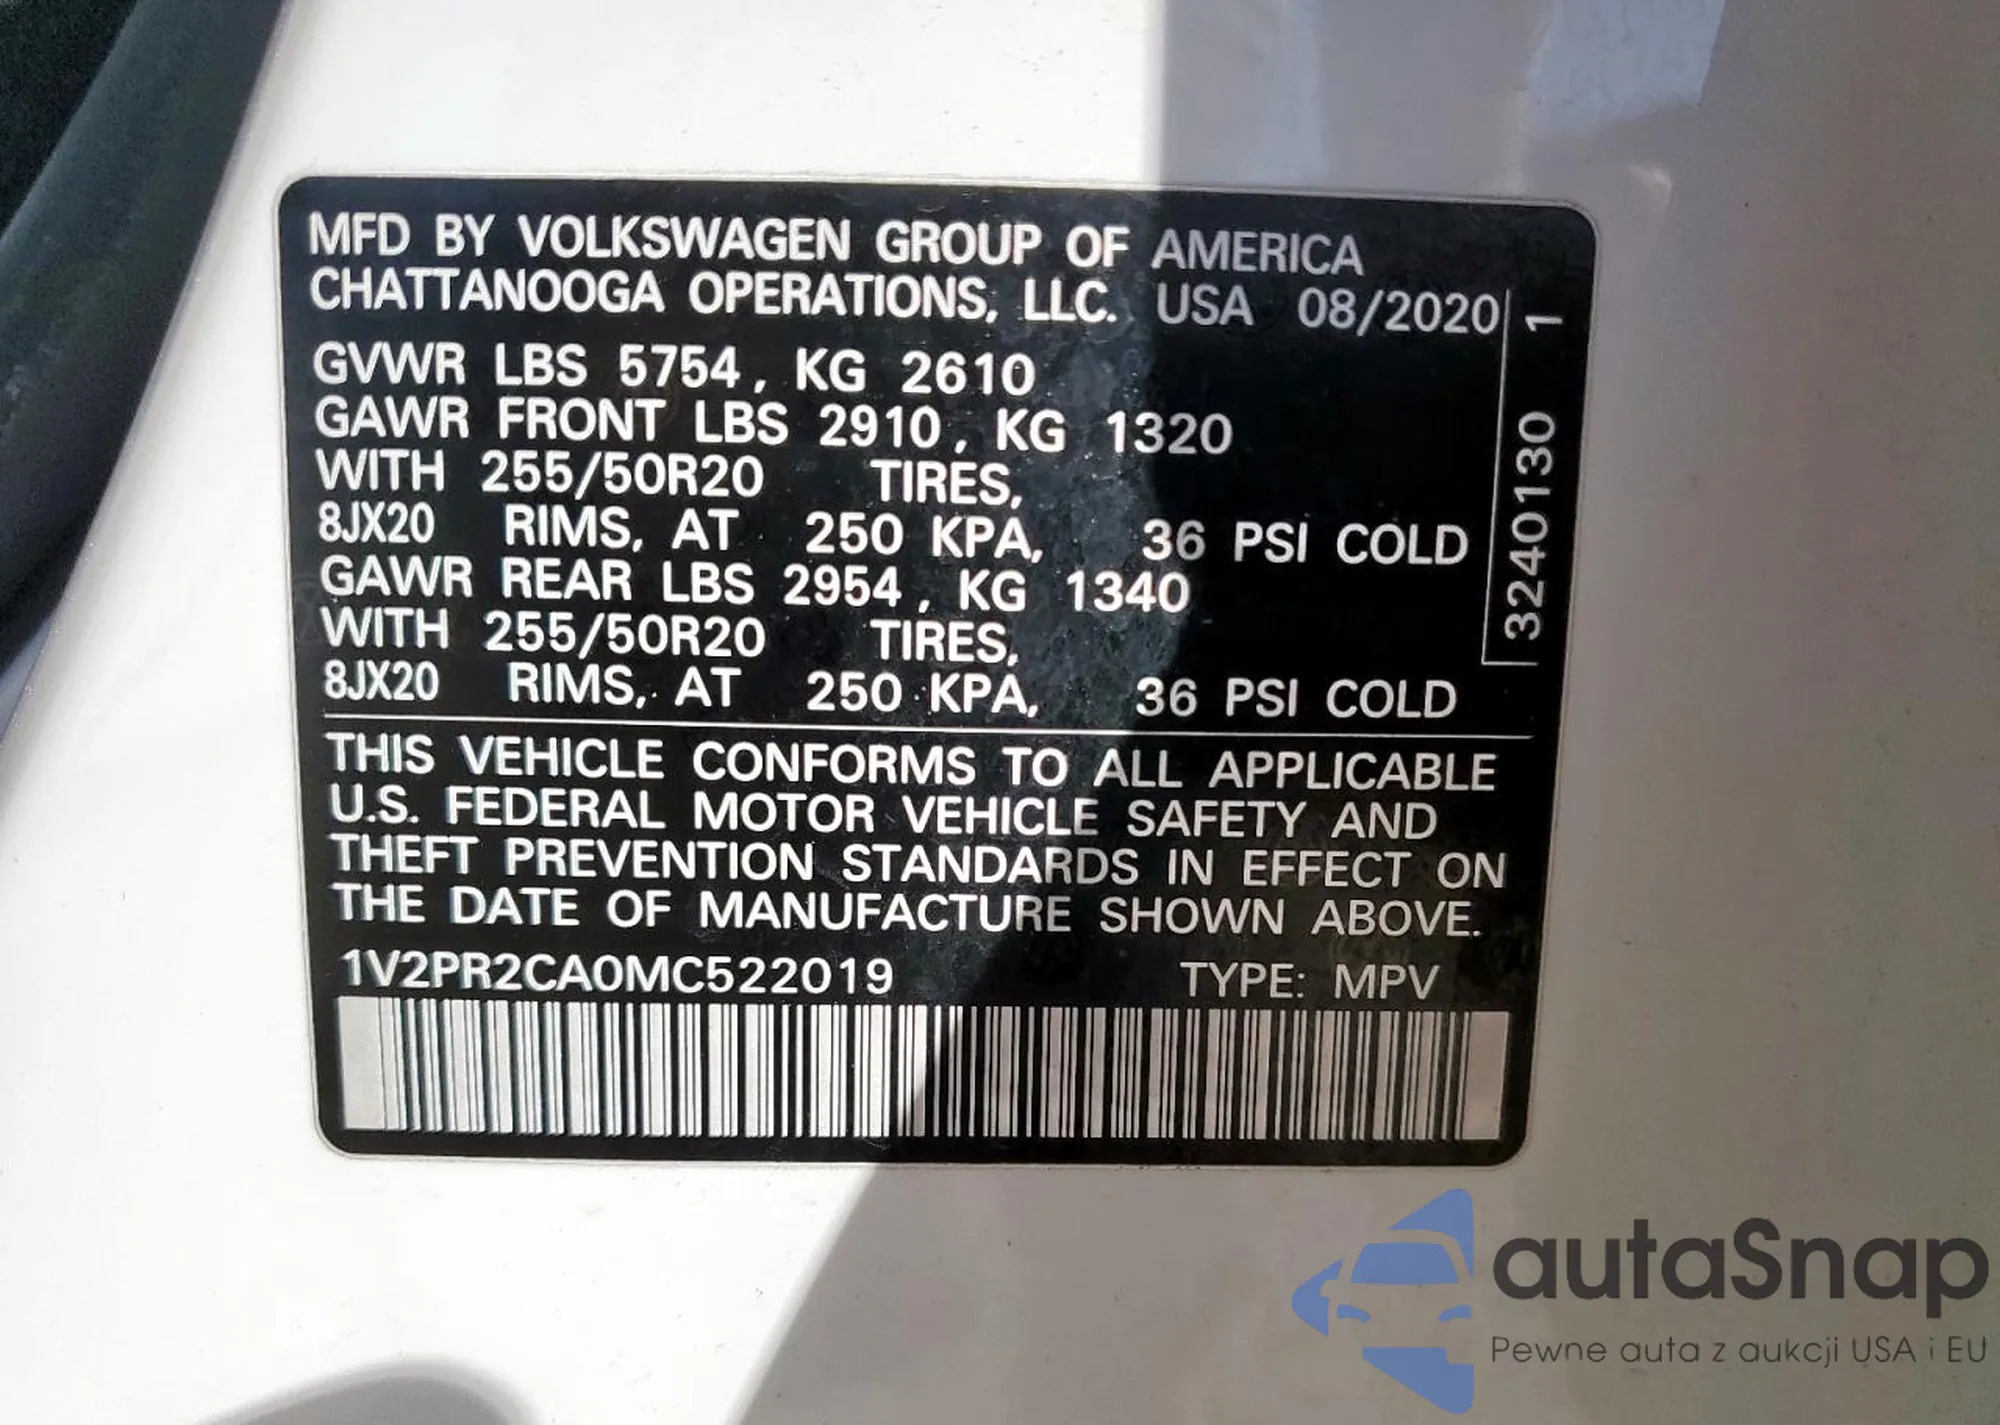 MFD BY VOLKSWAGEN GROUP OF AMERICA
CHATTANOOGA OPERATIONS, LLC. USA 08/2020
GVWR LBS 5754, KG 2610
GAWR FRONT LBS 2910, KG 1320
WITH 255/50R20 TIRES,
8JX20 RIMS, AT 250 KPA, 36 PSI COLD
GAWR REAR LBS 2954, KG 1340
WITH 255/50R20 TIRES,
8JX20 RIMS, AT 250 KPA, 36 PSI COLD
3240130 1
THIS VEHICLE CONFORMS TO ALL APPLICABLE
U.S. FEDERAL MOTOR VEHICLE SAFETY AND
THEFT PREVENTION STANDARDS IN EFFECT ON
THE DATE OF MANUFACTURE SHOWN ABOVE.
1V2PR2CA0MC522019 TYPE: MPV
autaSnap
Pewne auta z aukcji USA i EU